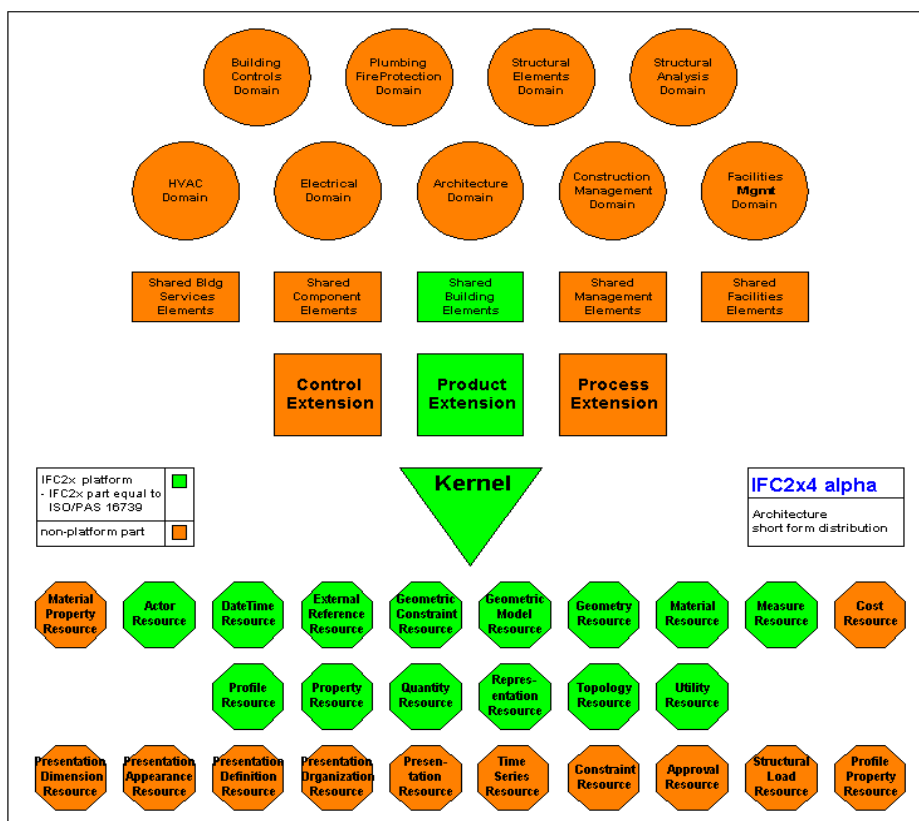 Building
Controls
Domain
Plumbing
FireProtection
Domain
Structural
Elements
Domain
Structural
Analysis
Domain
HVAC
Domain
Electrical
Domain
Architecture
Domain
Construction
Management
Domain
Facilities
Mgmt
Domain
Shared Bldg
Services
Elements
Shared
Component
Elements
Shared
Building
Elements
Shared
Management
Elements
Shared
Facilities
Elements
Control
Extension
Product
Extension
Process
Extension
IFC2x platform
- IFC2x part equal to
ISO/PAS 16739
non-platform part
Kernel
IFC2x4 alpha
Architecture
short form distribution
Material
Property
Resource
Actor
Resource
DateTime
Resource
External
Reference
Resource
Geometric
Constraint
Resource
Geometric
Model
Resource
Geometry
Resource
Material
Resource
Measure
Resource
Cost
Resource
Profile
Resource
Property
Resource
Quantity
Resource
Repres-
entation
Resource
Topology
Resource
Utility
Resource
Presentation
Dimension
Resource
Presentation
Appearance
Resource
Presentation
Definition
Resource
Presentation
Organization
Resource
Presen-
tation
Resource
Time
Series
Resource
Constraint
Resource
Approval
Resource
Structural
Load
Resource
Profile
Property
Resource